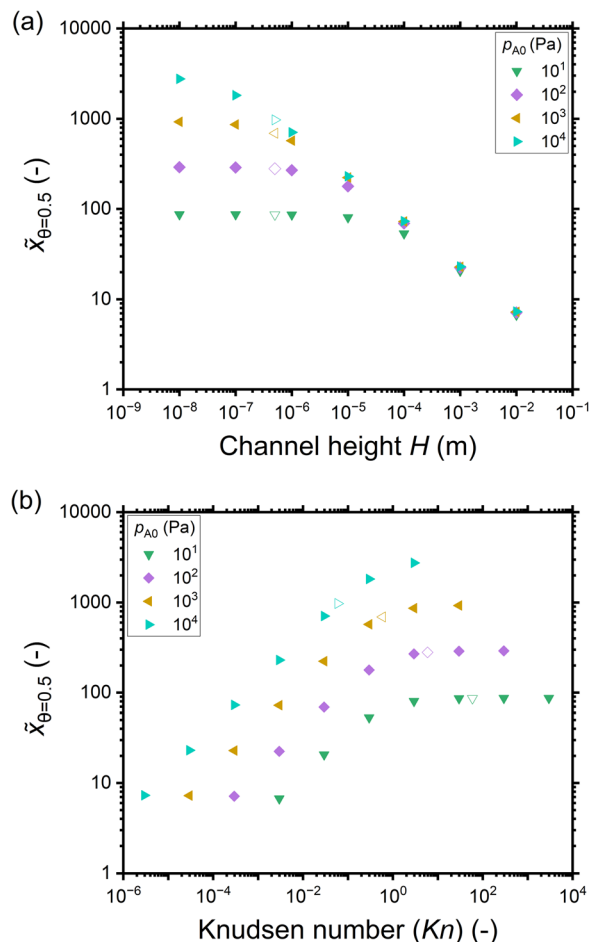 (a)
10000
1000
100
10
1
x̃θ=0.5 (-)
pA0 (Pa)
10¹
10²
10³
10⁴
10⁻⁹ 10⁻⁸ 10⁻⁷ 10⁻⁶ 10⁻⁵ 10⁻⁴ 10⁻³ 10⁻² 10⁻¹
Channel height H (m)
(b)
10000
1000
100
10
1
x̃θ=0.5 (-)
pA0 (Pa)
10¹
10²
10³
10⁴
10⁻⁶ 10⁻⁴ 10⁻² 10⁰ 10² 10⁴
Knudsen number (Kn) (-)